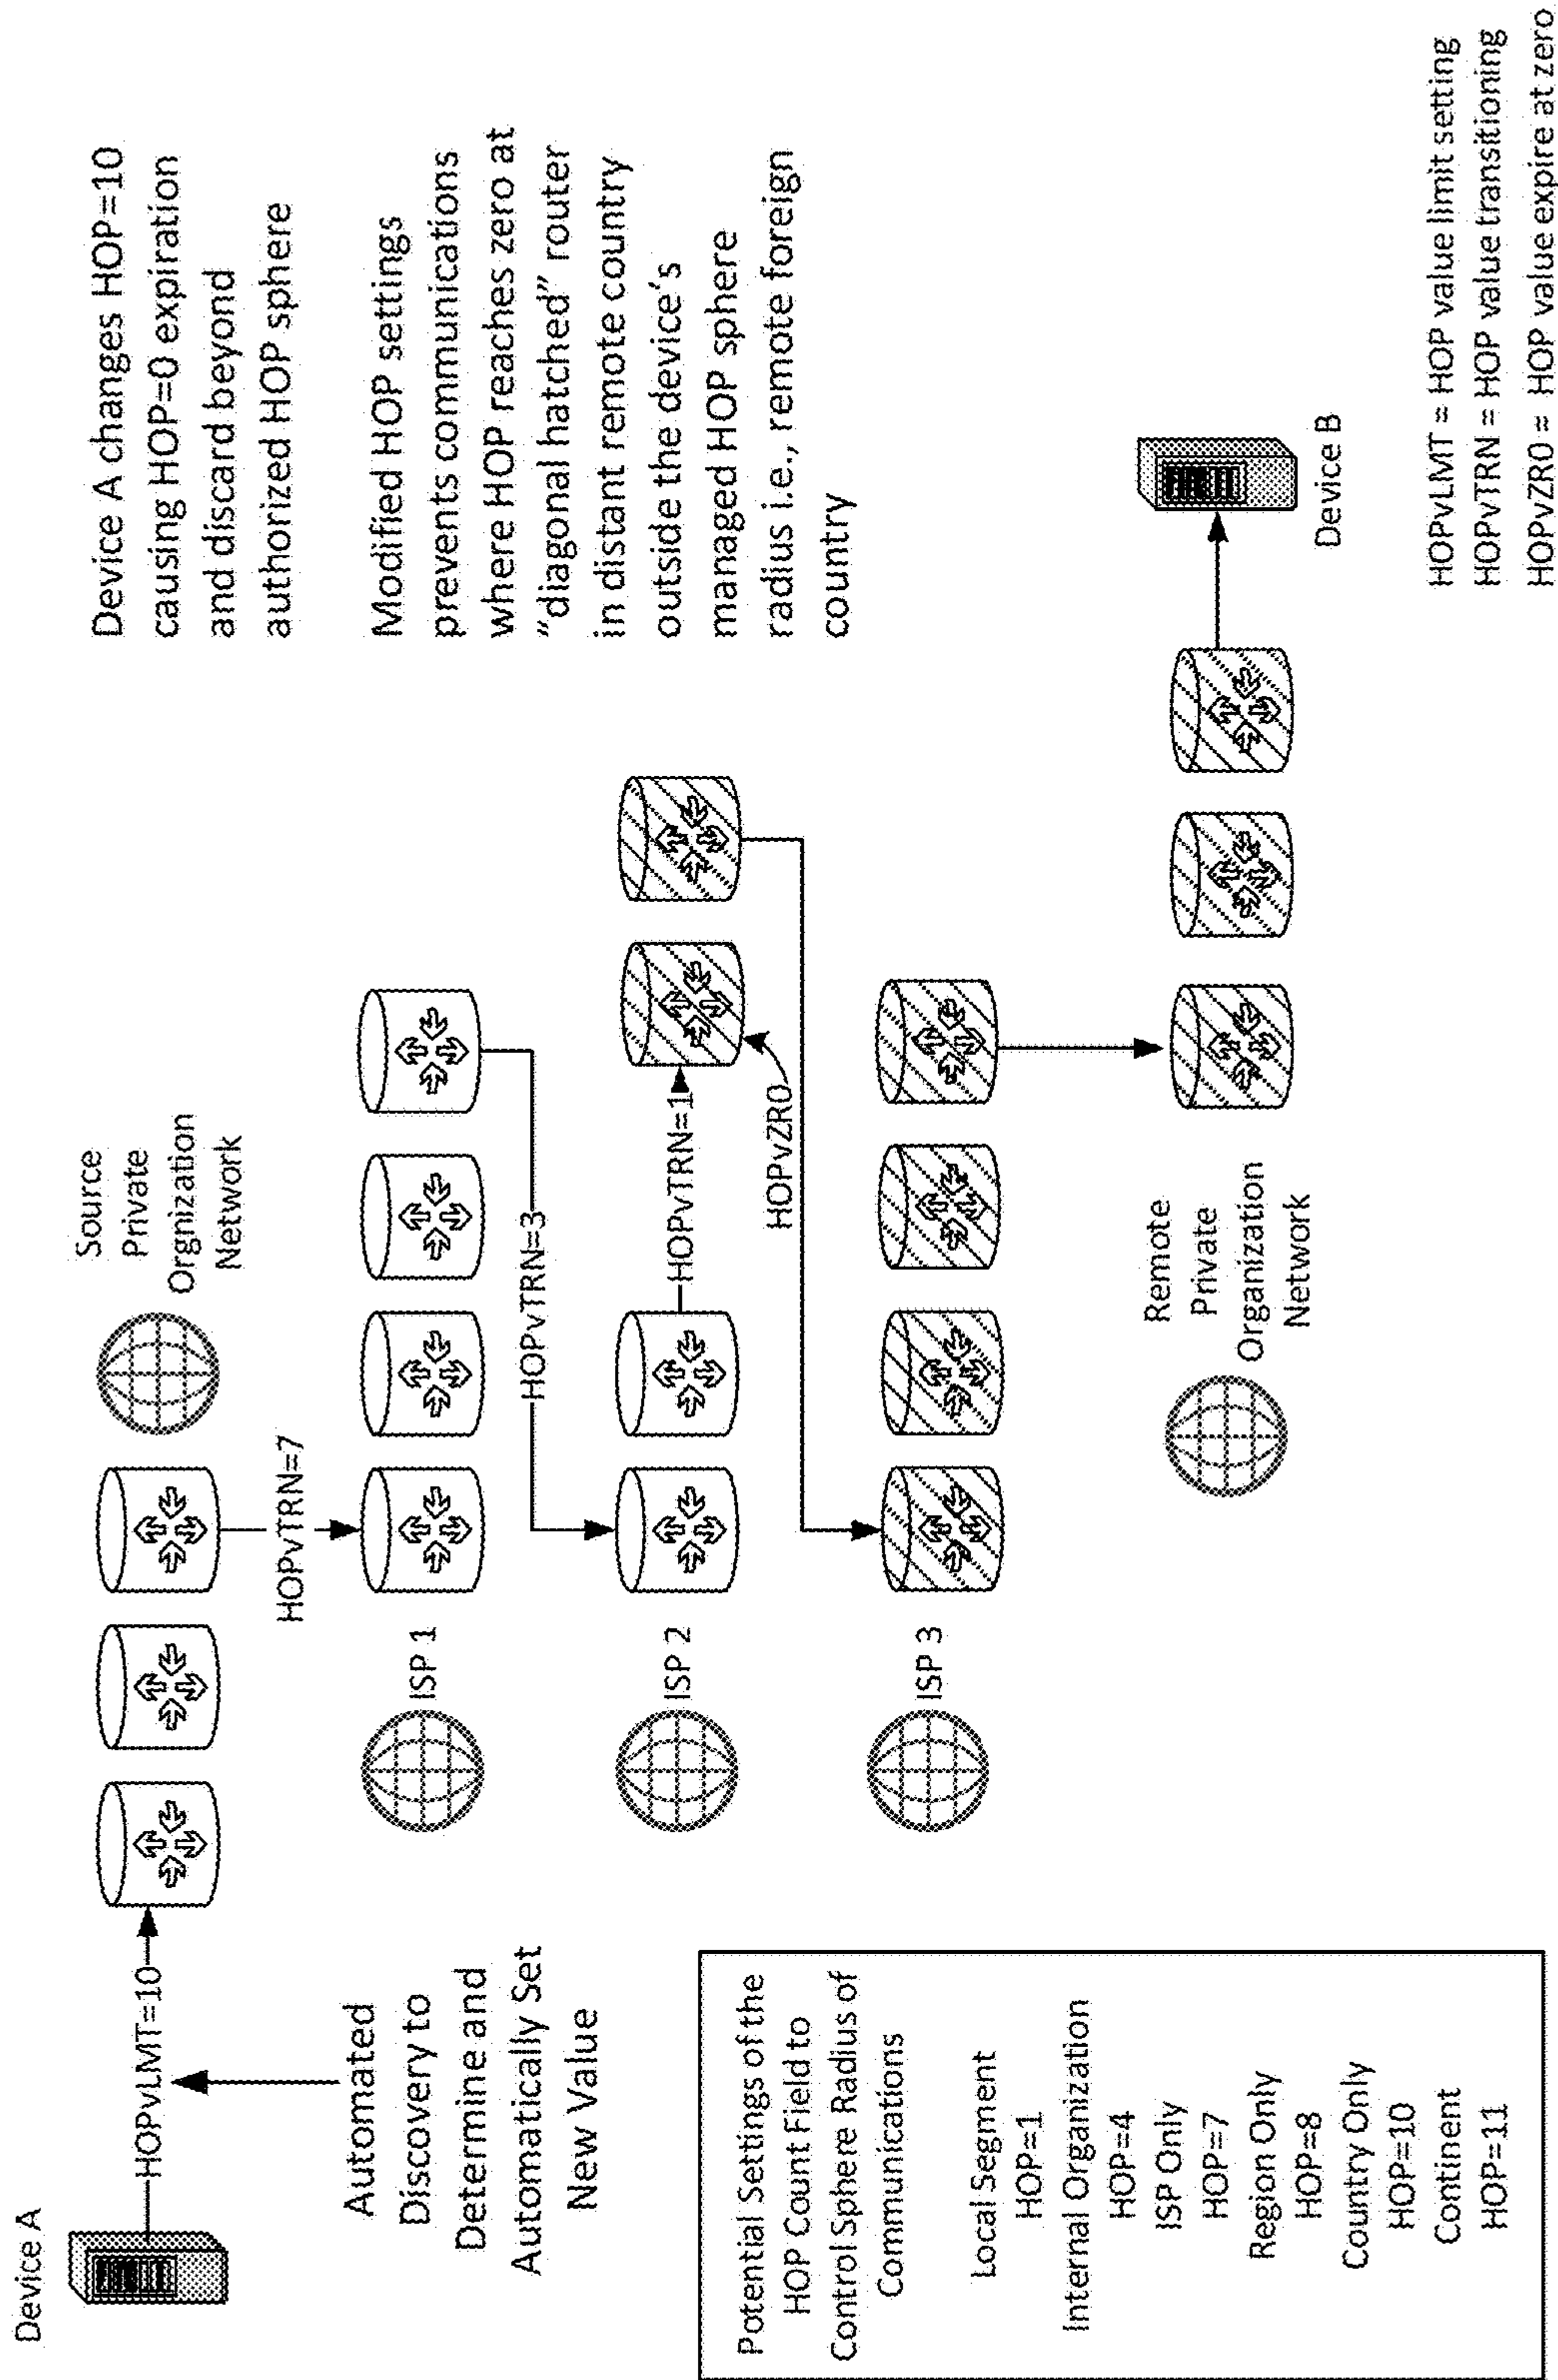 Device A
HOPvLMT=10
Automated
Discovery to
Determine and
Automatically Set
New Value
Source
Private
Orgnization
Network
HOPvTRN=7
Device A changes HOP=10
causing HOP=0 expiration
and discard beyond
authorized HOP sphere
Modified HOP settings
prevents communications
where HOP reaches zero at
"diagonal hatched" router
in distant remote country
outside the device's
managed HOP sphere
radius i.e., remote foreign
country
ISP 1
HOPvTRN=3
ISP 2
HOPvTRN=1
HOPvZR0
ISP 3
Remote
Private
Organization
Network
Device B
Potential Settings of the
HOP Count Field to
Control Sphere Radius of
Communications
Local Segment
HOP=1
Internal Organization
HOP=4
ISP Only
HOP=7
Region Only
HOP=8
Country Only
HOP=10
Continent
HOP=11
HOPvLMT = HOP value limit setting
HOPvTRN = HOP value transitioning
HOPvZR0 = HOP value expire at zero